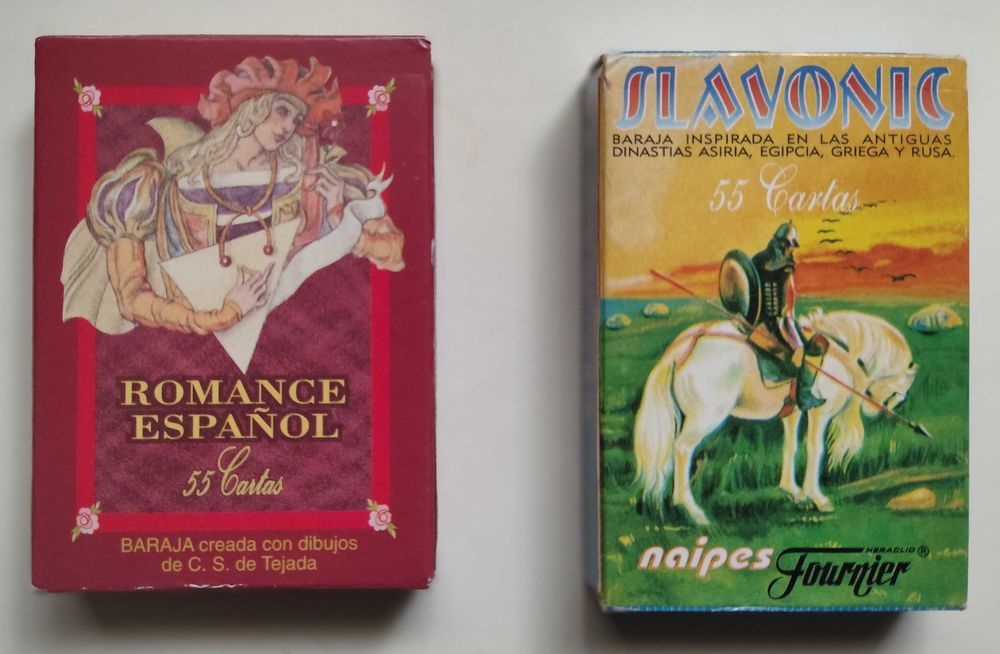 ROMANCE
ESPAÑOL
55 Cartas
BARAJA creada con dibujos
de C. S. de Tejada
SLAVONIC
BARAJA INSPIRADA EN LAS ANTIGUAS
DINASTIAS ASIRIA, EGIPCIA, GRIEGA Y RUSA.
55 Cartas
naipes HERACLIO ®
Fournier